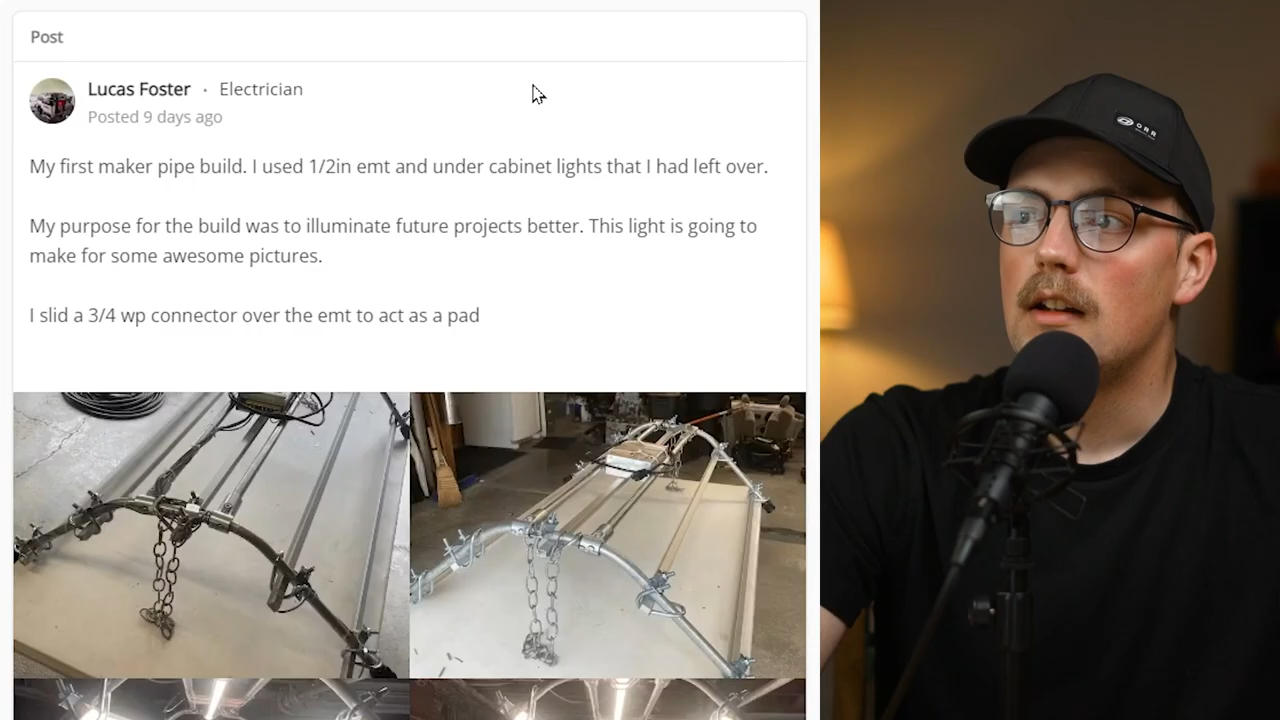 Post
Lucas Foster · Electrician
Posted 9 days ago
My first maker pipe build. I used 1/2in emt and under cabinet lights that I had left over.
My purpose for the build was to illuminate future projects better. This light is going to
make for some awesome pictures.
I slid a 3/4 wp connector over the emt to act as a pad
ORR